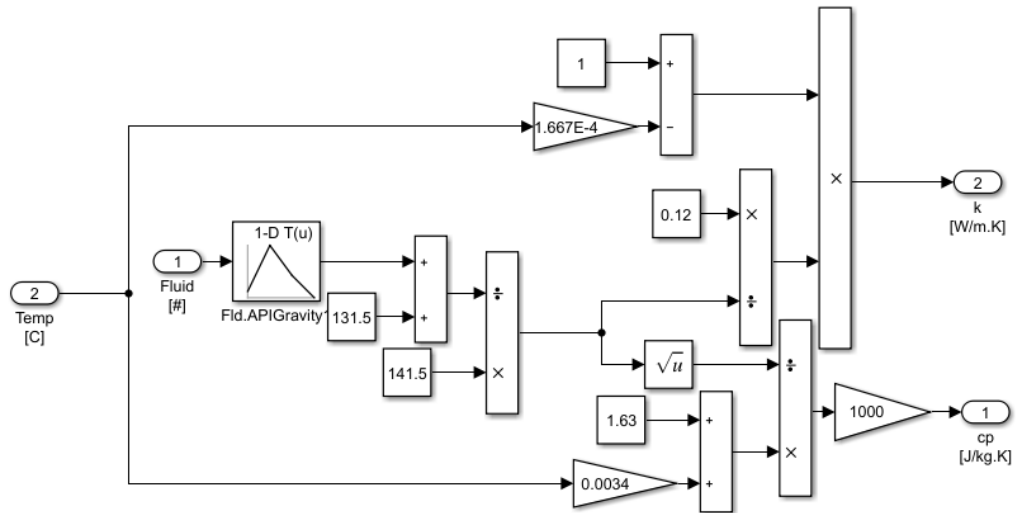 1
+
1.667E-4
−
×
2
k
[W/m.K]
0.12
×
÷
1-D T(u)
1
Fluid
[#]
Fld.APIGravity
131.5
+
+
÷
141.5
×
2
Temp
[C]
√u
÷
1.63
+
×
1000
1
cp
[J/kg.K]
0.0034
+